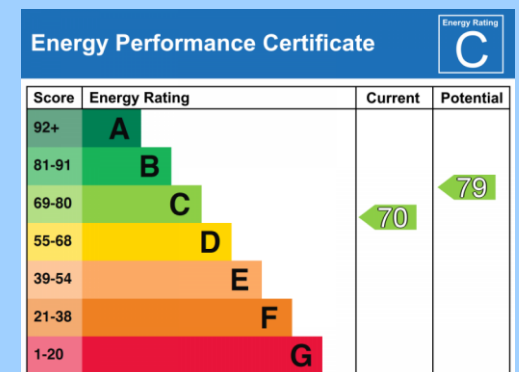 Energy Performance Certificate
Energy Rating
C
Score Energy Rating Current Potential
92+ A
81-91 B
79
69-80 C
70
55-68 D
39-54 E
21-38 F
1-20 G